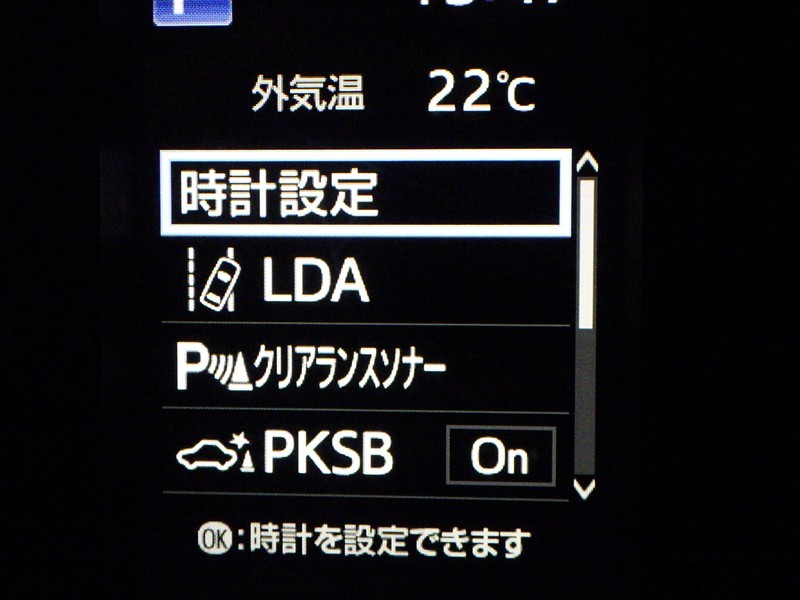 外気温 22℃
時計設定
LDA
Pクリアランスソナー
PKSB On
OK:時計を設定できます